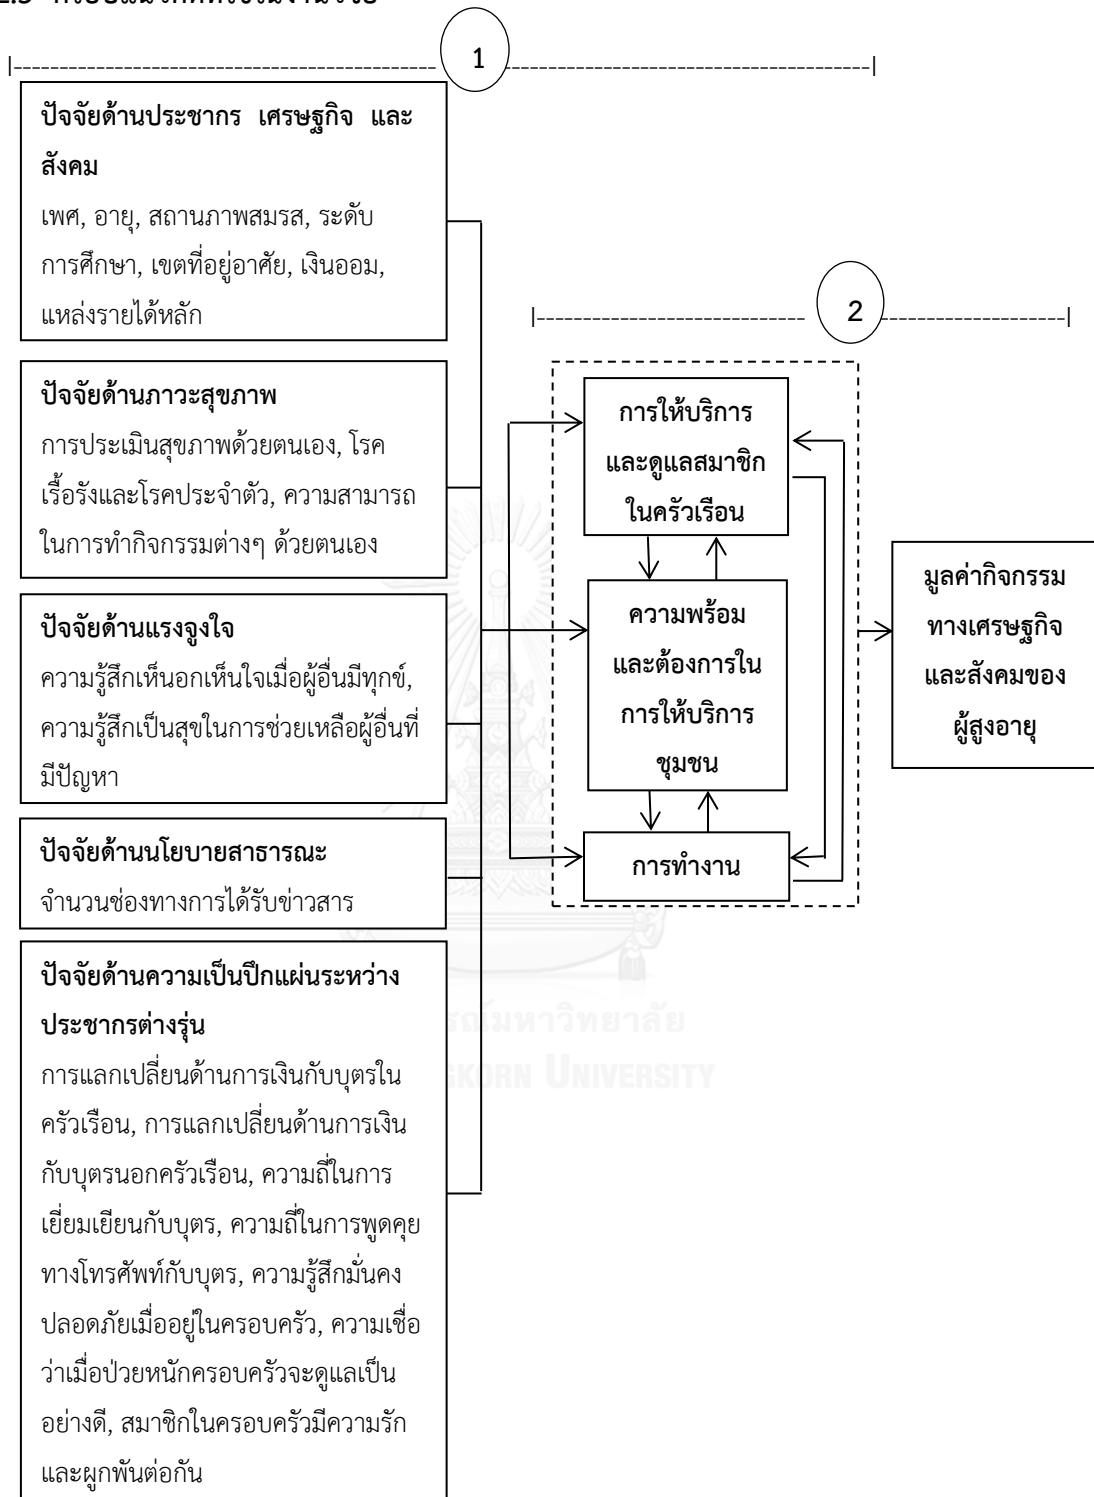 1
ปัจจัยด้านประชากร เศรษฐกิจ และ
สังคม
เพศ, อายุ, สถานภาพสมรส, ระดับ
การศึกษา, เขตที่อยู่อาศัย, เงินออม,
แหล่งรายได้หลัก
ปัจจัยด้านภาวะสุขภาพ
การประเมินสุขภาพด้วยตนเอง, โรค
เรื้อรังและโรคประจำตัว, ความสามารถ
ในการทำกิจกรรมต่างๆ ด้วยตนเอง
ปัจจัยด้านแรงจูงใจ
ความรู้สึกเห็นอกเห็นใจเมื่อผู้อื่นมีทุกข์,
ความรู้สึกเป็นสุขในการช่วยเหลือผู้อื่นที่
มีปัญหา
ปัจจัยด้านนโยบายสาธารณะ
จำนวนช่องทางการได้รับข่าวสาร
ปัจจัยด้านความเป็นปึกแผ่นระหว่าง
ประชากรต่างรุ่น
การแลกเปลี่ยนด้านการเงินกับบุตรใน
ครัวเรือน, การแลกเปลี่ยนด้านการเงิน
กับบุตรนอกครัวเรือน, ความถี่ในการ
เยี่ยมเยียนกับบุตร, ความถี่ในการพูดคุย
ทางโทรศัพท์กับบุตร, ความรู้สึกมั่นคง
ปลอดภัยเมื่ออยู่ในครอบครัว, ความเชื่อ
ว่าเมื่อป่วยหนักครอบครัวจะดูแลเป็น
อย่างดี, สมาชิกในครอบครัวมีความรัก
และผูกพันต่อกัน
2
การให้บริการ
และดูแลสมาชิก
ในครัวเรือน
ความพร้อม
และต้องการใน
การให้บริการ
ชุมชน
การทำงาน
มูลค่ากิจกรรม
ทางเศรษฐกิจ
และสังคมของ
ผู้สูงอายุ
มหาวิทยาลัย
UNIVERSITY